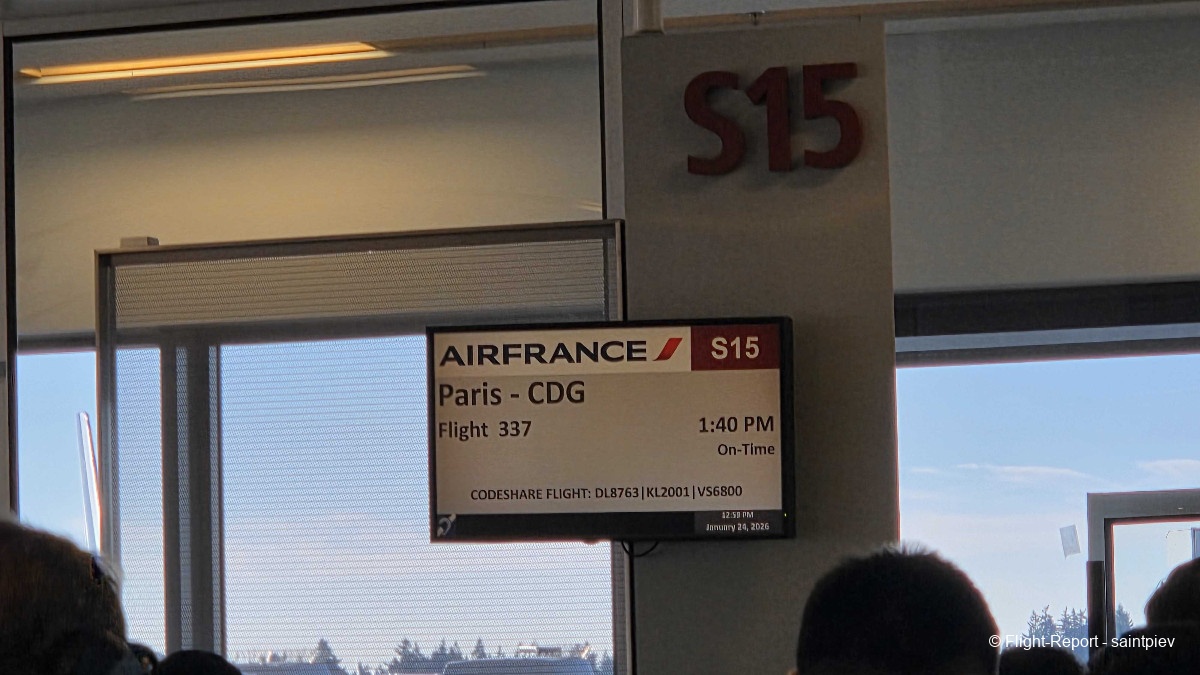 S15
AIRFRANCE S15
Paris - CDG
Flight 337
1:40 PM
On-Time
CODESHARE FLIGHT: DL8763|KL2001|VS6800
12:59 PM
January 24, 2026
© Flight-Report - saintpiev